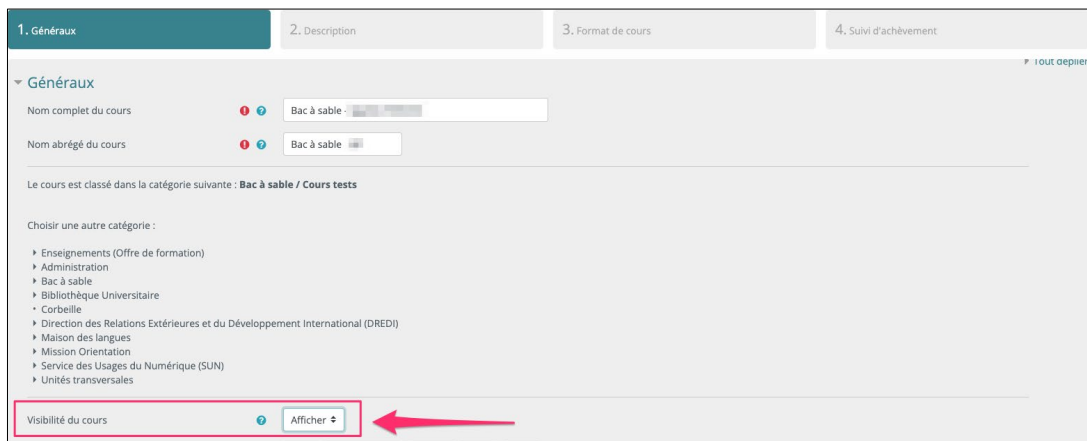 1. Généraux
2. Description
3. Format de cours
4. Suivi d'achèvement
Tout déplier
Généraux
Nom complet du cours
Bac à sable -
Nom abrégé du cours
Bac à sable
Le cours est classé dans la catégorie suivante : Bac à sable / Cours tests
Choisir une autre catégorie :
Enseignements (Offre de formation)
Administration
Bac à sable
Bibliothèque Universitaire
Corbeille
Direction des Relations Extérieures et du Développement International (DREDI)
Maison des langues
Mission Orientation
Service des Usages du Numérique (SUN)
Unités transversales
Visibilité du cours
Afficher